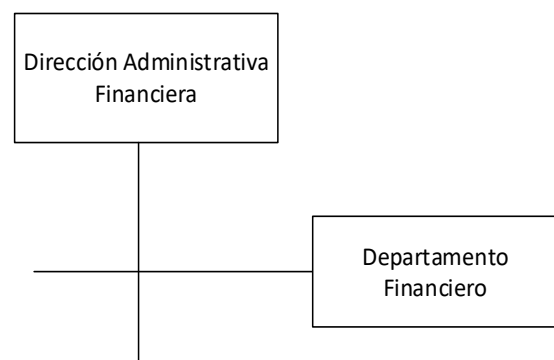 Dirección Administrativa
Financiera
Departamento
Financiero